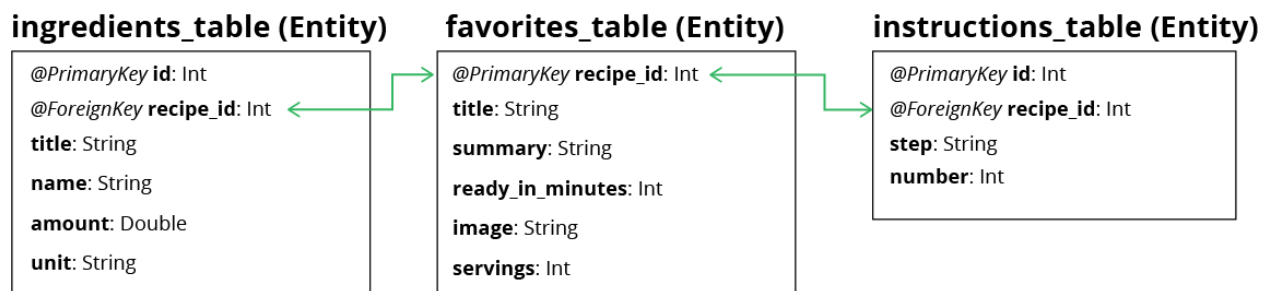 ingredients_table (Entity)
@PrimaryKey id: Int
@ForeignKey recipe_id: Int
title: String
name: String
amount: Double
unit: String
favorites_table (Entity)
@PrimaryKey recipe_id: Int
title: String
summary: String
ready_in_minutes: Int
image: String
servings: Int
instructions_table (Entity)
@PrimaryKey id: Int
@ForeignKey recipe_id: Int
step: String
number: Int